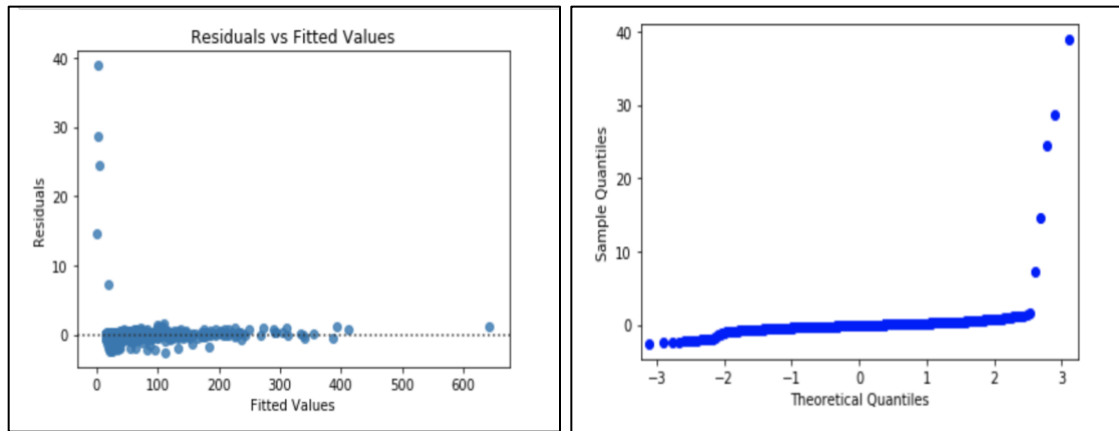 Residuals vs Fitted Values
40
30
20
10
0
Residuals
0 100 200 300 400 500 600
Fitted Values
40
30
20
10
0
Sample Quantiles
−3 −2 −1 0 1 2 3
Theoretical Quantiles